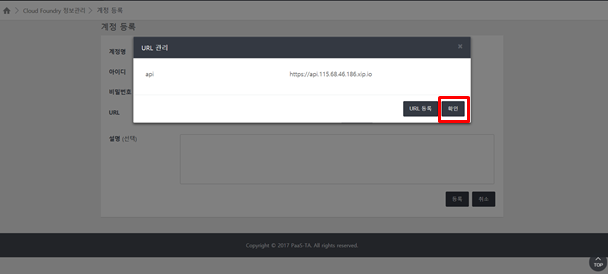 Cloud Foundry 정보관리 > 계정 등록
계정 등록
URL 관리 ×
계정명
api https://api.115.68.46.186.xip.io
아이디
비밀번호
URL 등록 확인
URL
설명 (선택)
등록 취소
Copyright © 2017 PaaS-TA. All rights reserved.
TOP